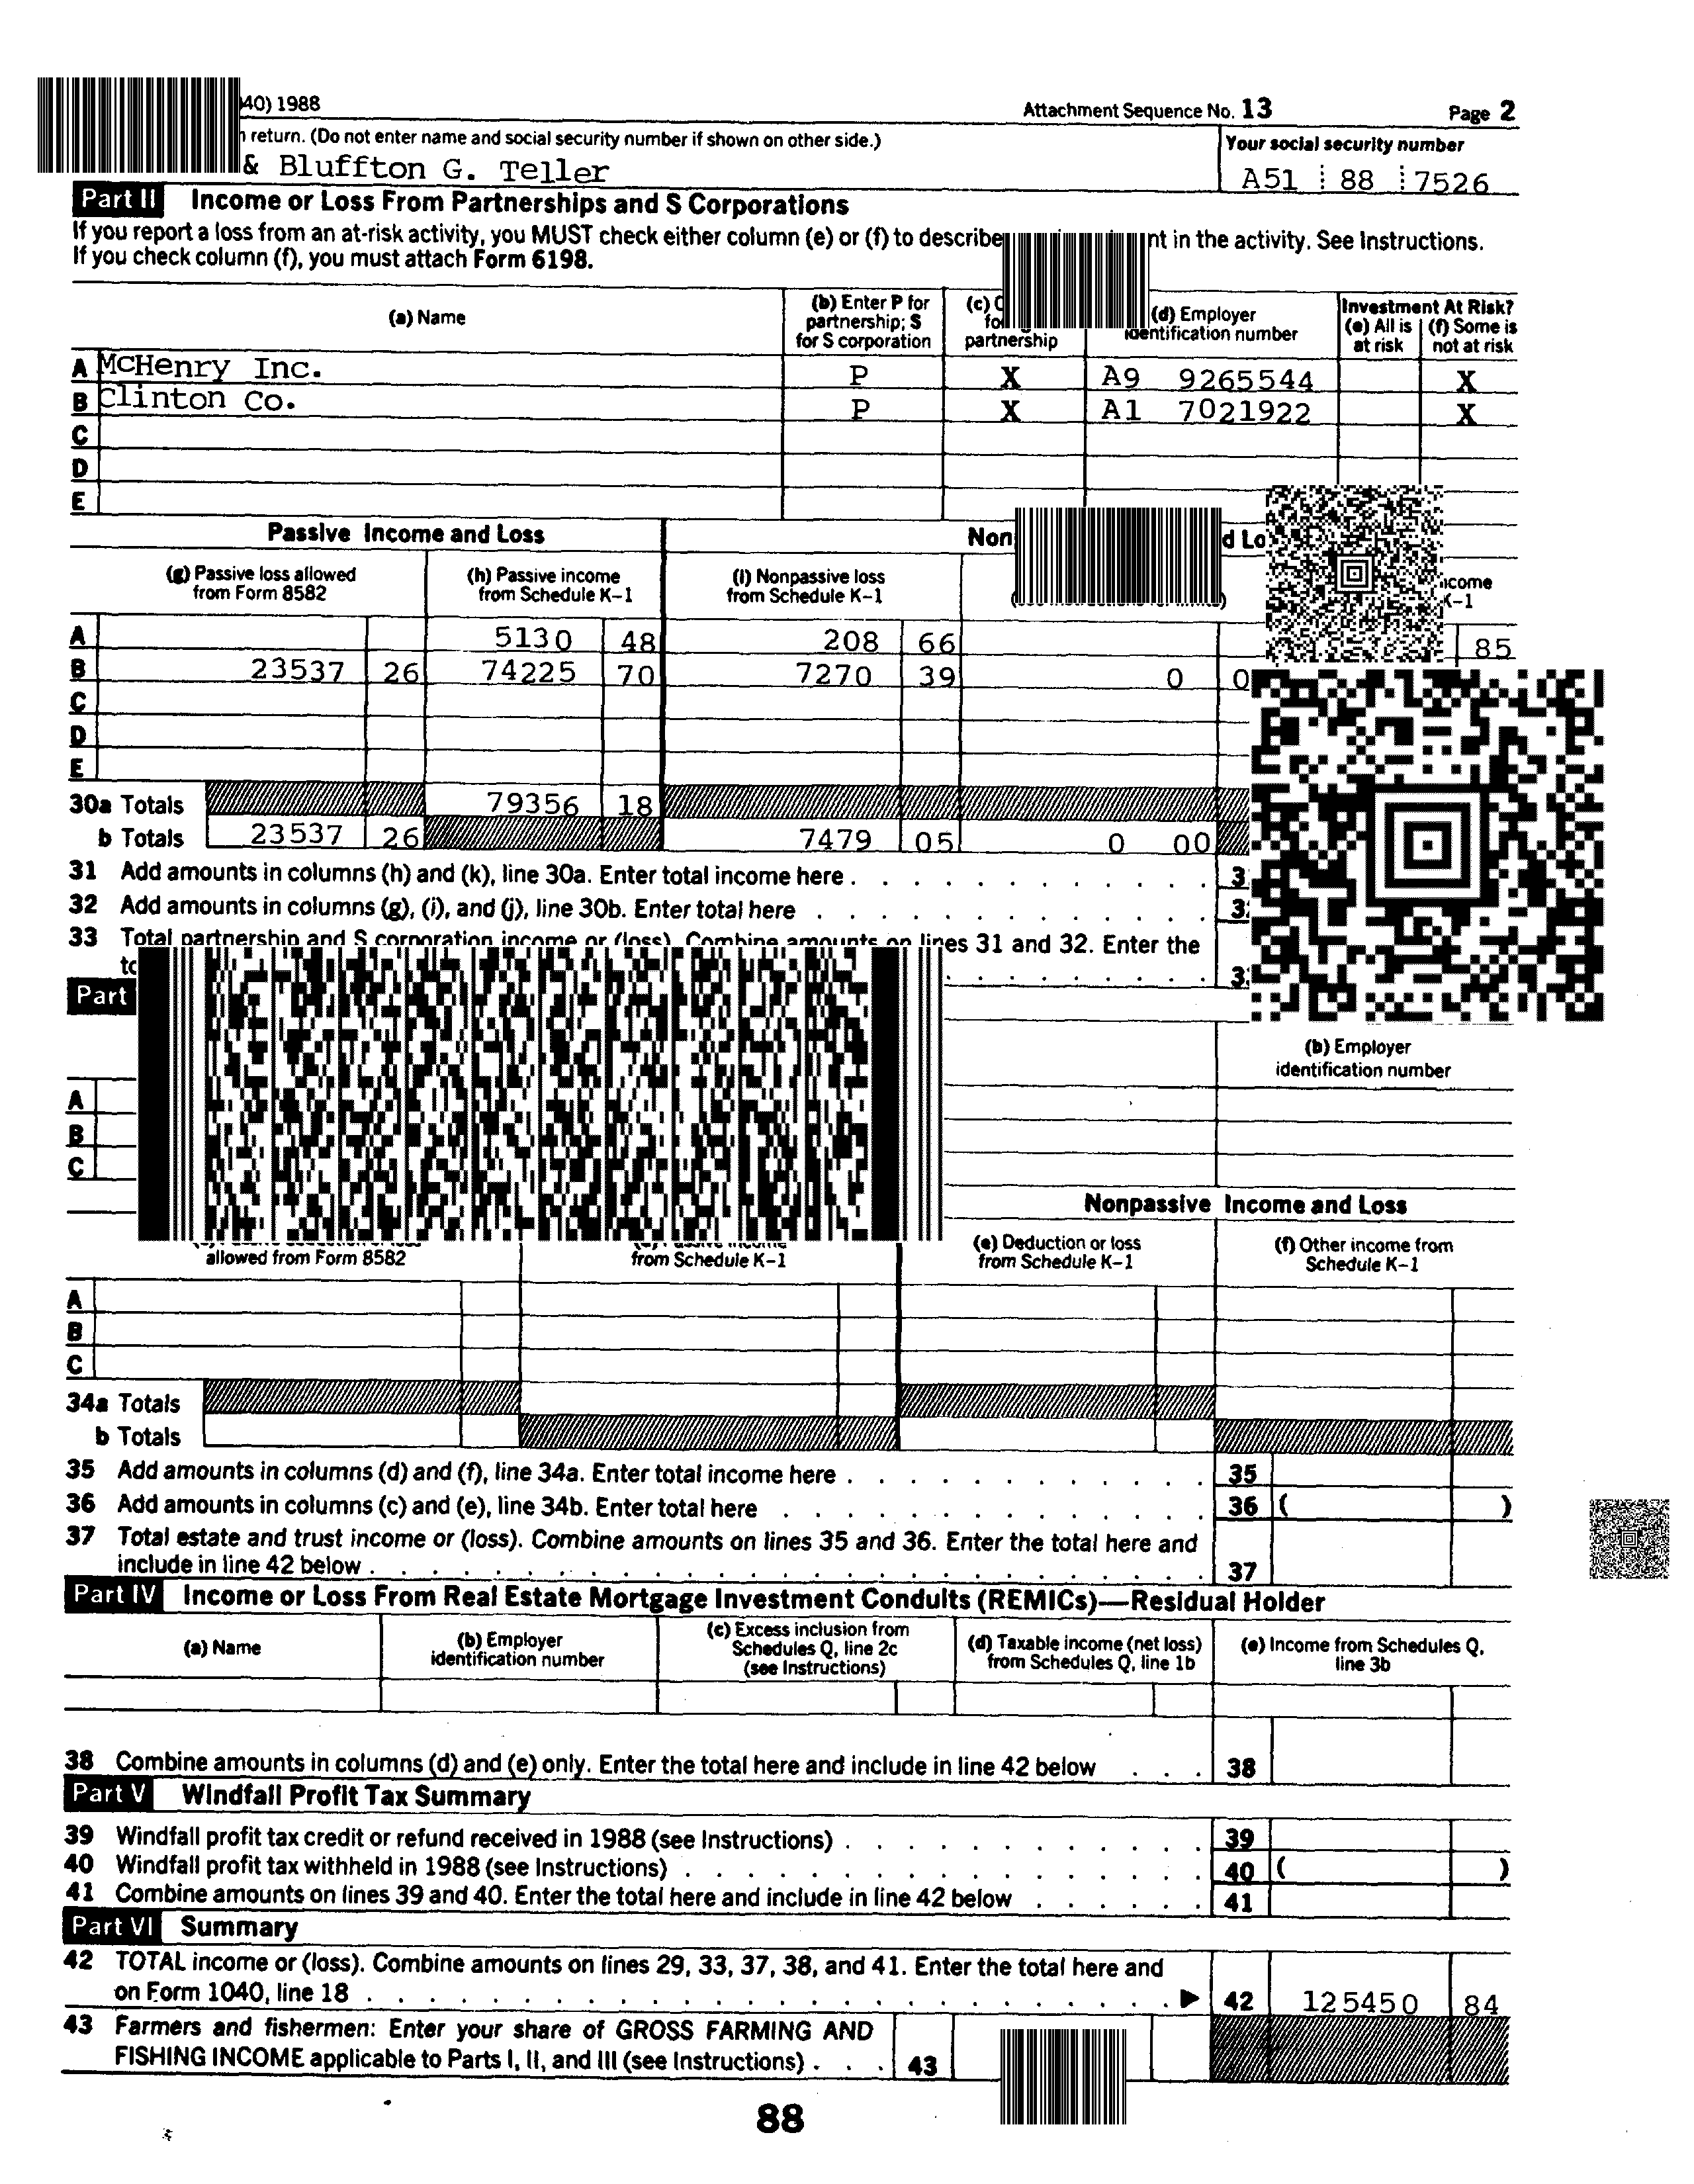 40) 1988 Attachment Sequence No. 13 Page 2
return. (Do not enter name and social security number if shown on other side.) Your social security number
& Bluffton G. Teller A51 88 7526
Part II Income or Loss From Partnerships and S Corporations
If you report a loss from an at-risk activity, you MUST check either column (e) or (f) to describe nt in the activity. See Instructions.
If you check column (f), you must attach Form 6198.
(a) Name (b) Enter P for partnership; S for S corporation (c) partnership (d) Employer identification number Investment At Risk? (e) All is at risk (f) Some is not at risk
A McHenry Inc. P X A9 9265544 X
B Clinton Co. P X A1 7021922 X
C
D
E
Passive Income and Loss Non d Lo
(g) Passive loss allowed from Form 8582 (h) Passive income from Schedule K-1 (i) Nonpassive loss from Schedule K-1 come K-1
A 5130 48 208 66 85
B 23537 26 74225 70 7270 39 0 0
C
D
E
30a Totals 79356 18
b Totals 23537 26 7479 05 0 00
31 Add amounts in columns (h) and (k), line 30a. Enter total income here . . . 3
32 Add amounts in columns (g), (i), and (j), line 30b. Enter total here . . . 3
33 Total partnership and S corporation income or (loss). Combine amounts on lines 31 and 32. Enter the
to 3
Part
(b) Employer identification number
A
B
C
Nonpassive Income and Loss
allowed from Form 8582 from Schedule K-1 (e) Deduction or loss from Schedule K-1 (f) Other income from Schedule K-1
A
B
C
34a Totals
b Totals
35 Add amounts in columns (d) and (f), line 34a. Enter total income here . . . 35
36 Add amounts in columns (c) and (e), line 34b. Enter total here . . . 36 ( )
37 Total estate and trust income or (loss). Combine amounts on lines 35 and 36. Enter the total here and
include in line 42 below . . . 37
Part IV Income or Loss From Real Estate Mortgage Investment Conduits (REMICs)—Residual Holder
(a) Name (b) Employer identification number (c) Excess inclusion from Schedules Q, line 2c (see Instructions) (d) Taxable income (net loss) from Schedules Q, line 1b (e) Income from Schedules Q, line 3b
38 Combine amounts in columns (d) and (e) only. Enter the total here and include in line 42 below . . . 38
Part V Windfall Profit Tax Summary
39 Windfall profit tax credit or refund received in 1988 (see Instructions) . . . 39
40 Windfall profit tax withheld in 1988 (see Instructions) . . . 40 ( )
41 Combine amounts on lines 39 and 40. Enter the total here and include in line 42 below . . . 41
Part VI Summary
42 TOTAL income or (loss). Combine amounts on lines 29, 33, 37, 38, and 41. Enter the total here and
on Form 1040, line 18 . . . 42 125450 84
43 Farmers and fishermen: Enter your share of GROSS FARMING AND
FISHING INCOME applicable to Parts I, II, and III (see Instructions) . . . 43
88